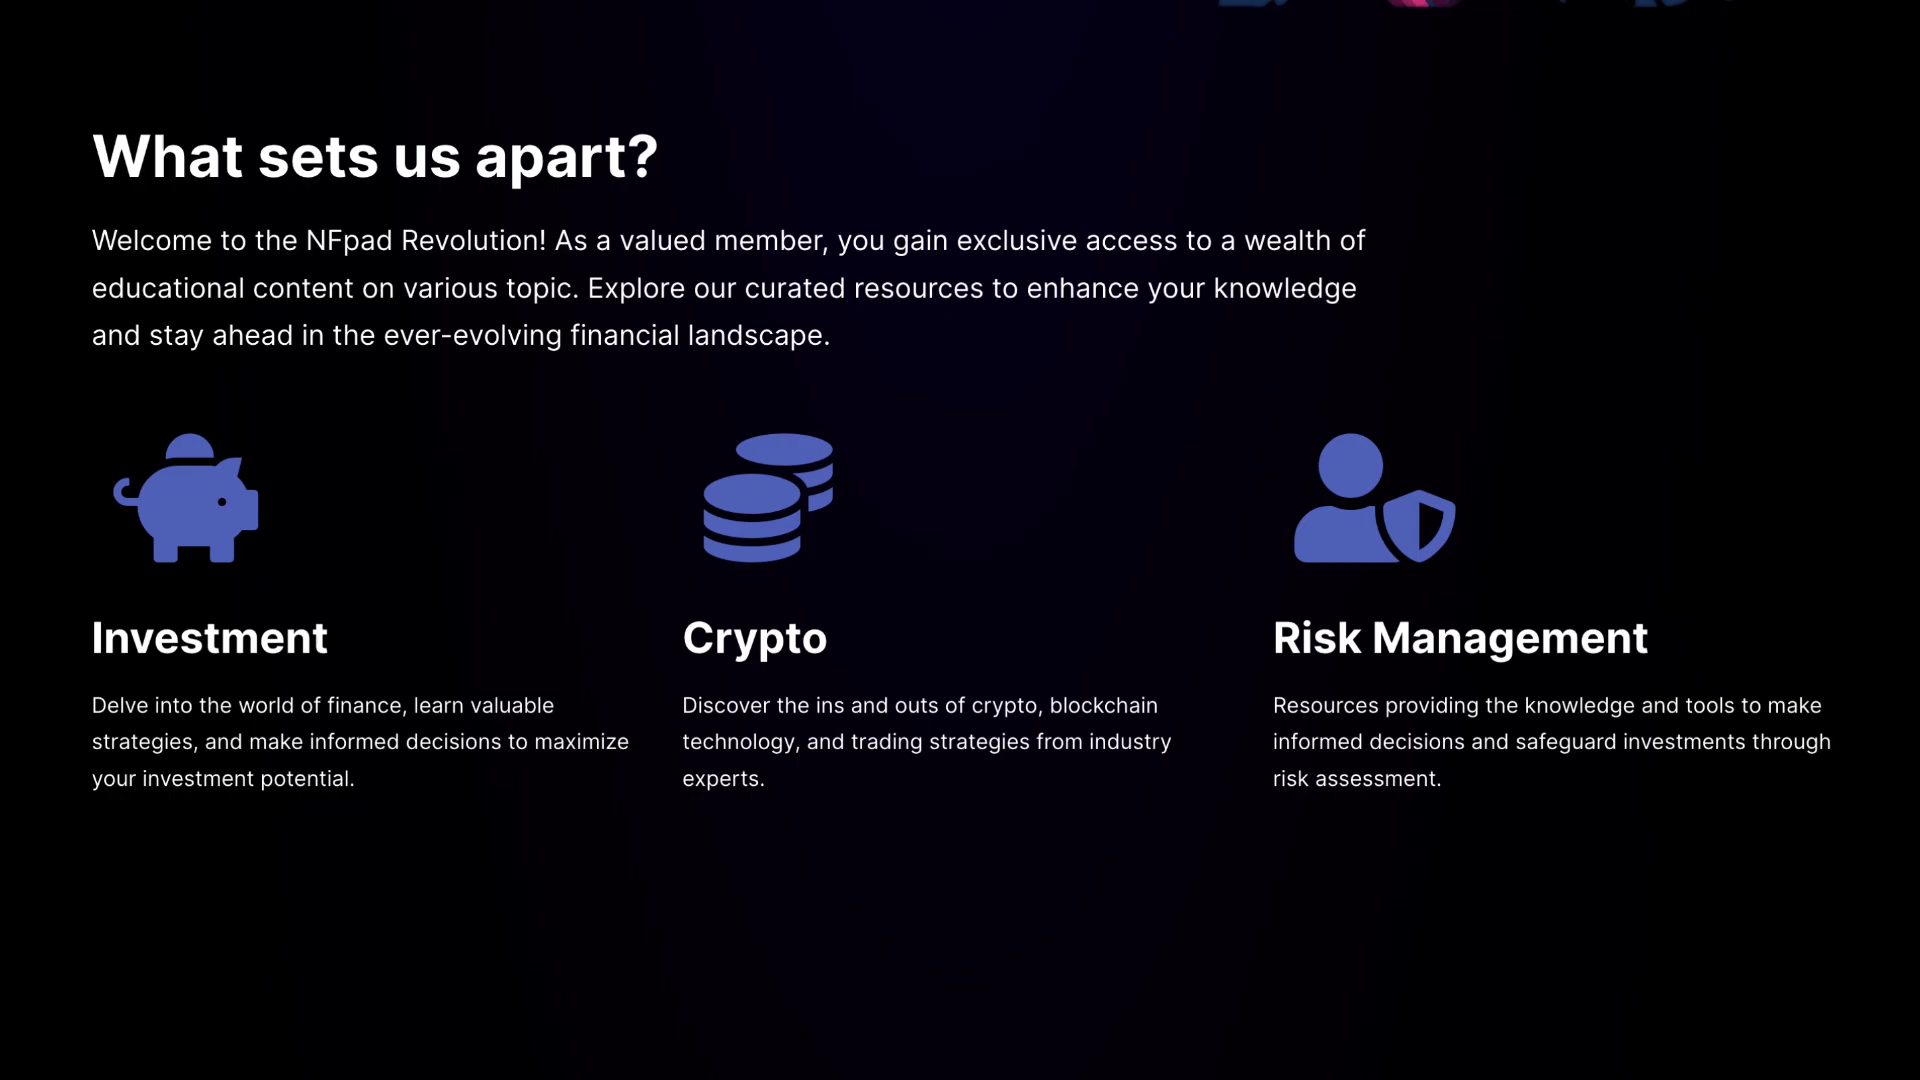 What sets us apart?
Welcome to the NFpad Revolution! As a valued member, you gain exclusive access to a wealth of
educational content on various topic. Explore our curated resources to enhance your knowledge
and stay ahead in the ever-evolving financial landscape.
Investment
Delve into the world of finance, learn valuable
strategies, and make informed decisions to maximize
your investment potential.
Crypto
Discover the ins and outs of crypto, blockchain
technology, and trading strategies from industry
experts.
Risk Management
Resources providing the knowledge and tools to make
informed decisions and safeguard investments through
risk assessment.